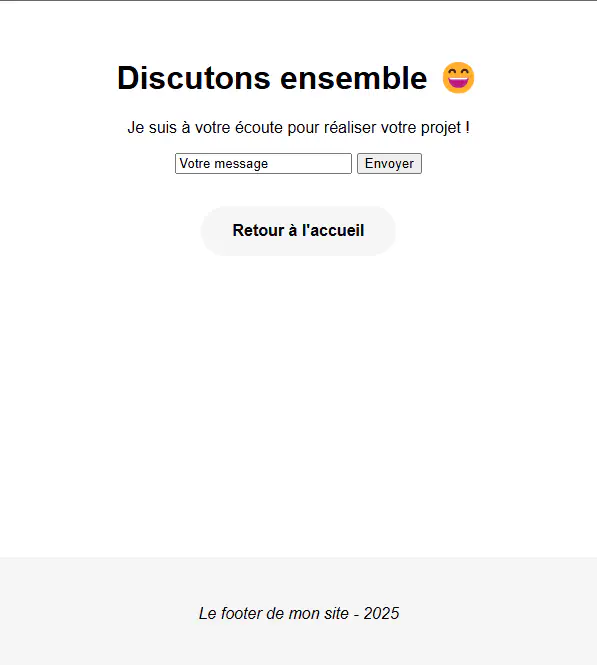 Discutons ensemble 😄
Je suis à votre écoute pour réaliser votre projet !
Votre message Envoyer
Retour à l'accueil
Le footer de mon site - 2025